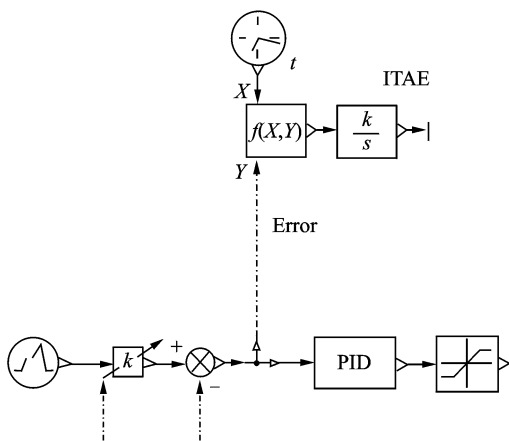 t
ITAE
X
f(X,Y)
k
s
Y
Error
k
+
−
PID